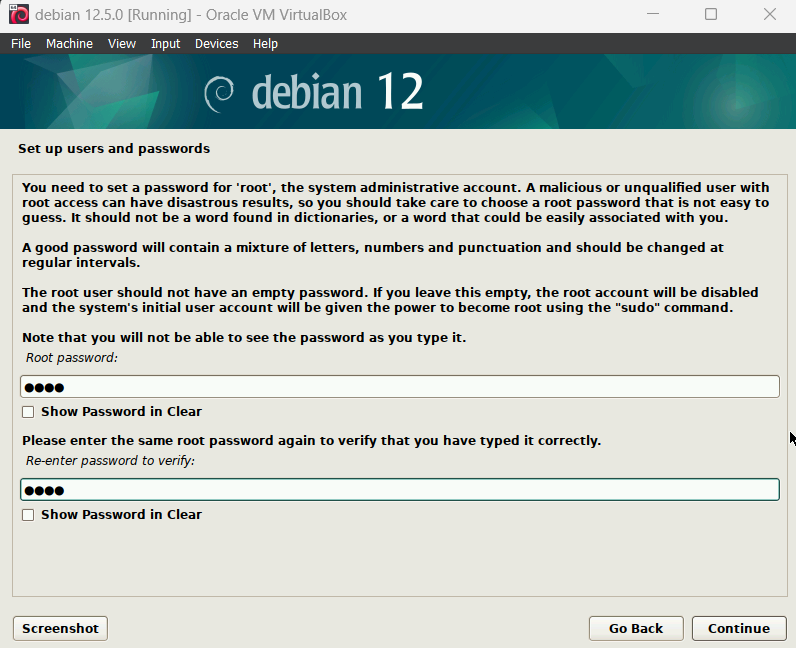 debian 12.5.0 [Running] - Oracle VM VirtualBox
File Machine View Input Devices Help
debian 12
Set up users and passwords
You need to set a password for 'root', the system administrative account. A malicious or unqualified user with
root access can have disastrous results, so you should take care to choose a root password that is not easy to
guess. It should not be a word found in dictionaries, or a word that could be easily associated with you.
A good password will contain a mixture of letters, numbers and punctuation and should be changed at
regular intervals.
The root user should not have an empty password. If you leave this empty, the root account will be disabled
and the system's initial user account will be given the power to become root using the "sudo" command.
Note that you will not be able to see the password as you type it.
Root password:
●●●●
Show Password in Clear
Please enter the same root password again to verify that you have typed it correctly.
Re-enter password to verify:
●●●●
Show Password in Clear
Screenshot Go Back Continue